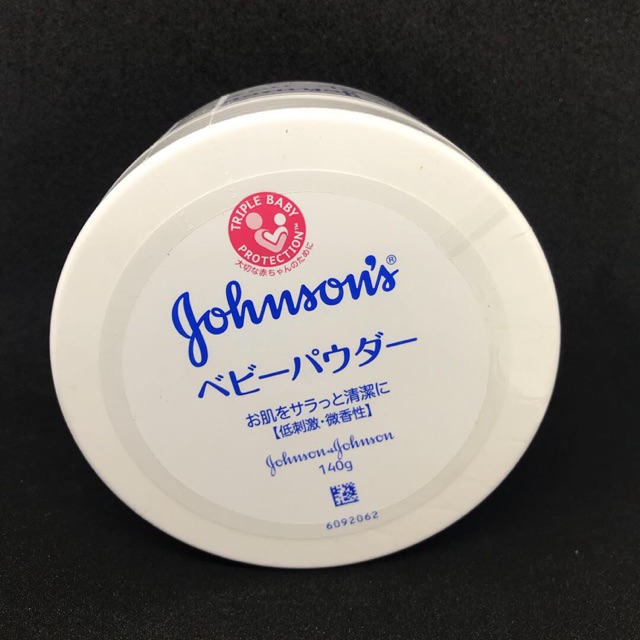 TRIPLE BABY
PROTECTION™
大切な赤ちゃんのために
Johnson's®
ベビーパウダー
お肌をサラっと清潔に
【低刺激・微香性】
Johnson & Johnson
140g
6092062